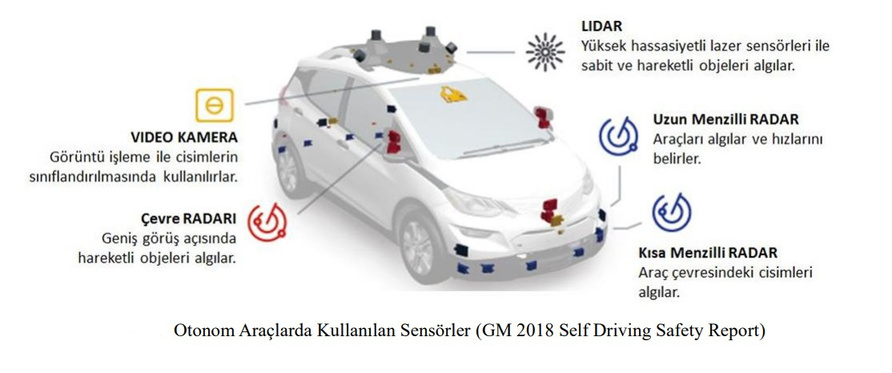 LIDAR
Yüksek hassasiyetli lazer sensörleri ile
sabit ve hareketli objeleri algılar.
VIDEO KAMERA
Görüntü işleme ile cisimlerin
sınıflandırılmasında kullanılırlar.
Uzun Menzilli RADAR
Araçları algılar ve hızlarını
belirler.
Çevre RADARI
Geniş görüş açısında
hareketli objeleri algılar.
Kısa Menzilli RADAR
Araç çevresindeki cisimleri
algılar.
Otonom Araçlarda Kullanılan Sensörler (GM 2018 Self Driving Safety Report)